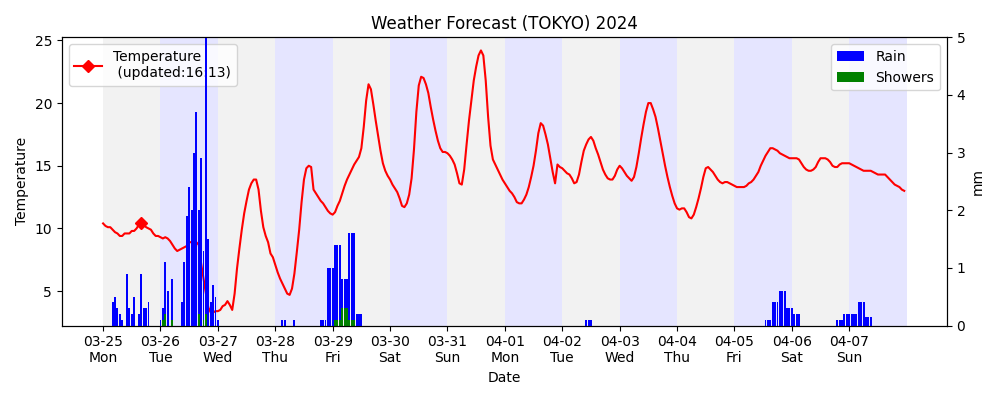 Weather Forecast (TOKYO) 2024
25
20
15
10
5
Temperature
Temperature
(updated:16:13)
Rain
Showers
5
4
3
2
1
0
mm
03-25 03-26 03-27 03-28 03-29 03-30 03-31 04-01 04-02 04-03 04-04 04-05 04-06 04-07
Mon Tue Wed Thu Fri Sat Sun Mon Tue Wed Thu Fri Sat Sun
Date